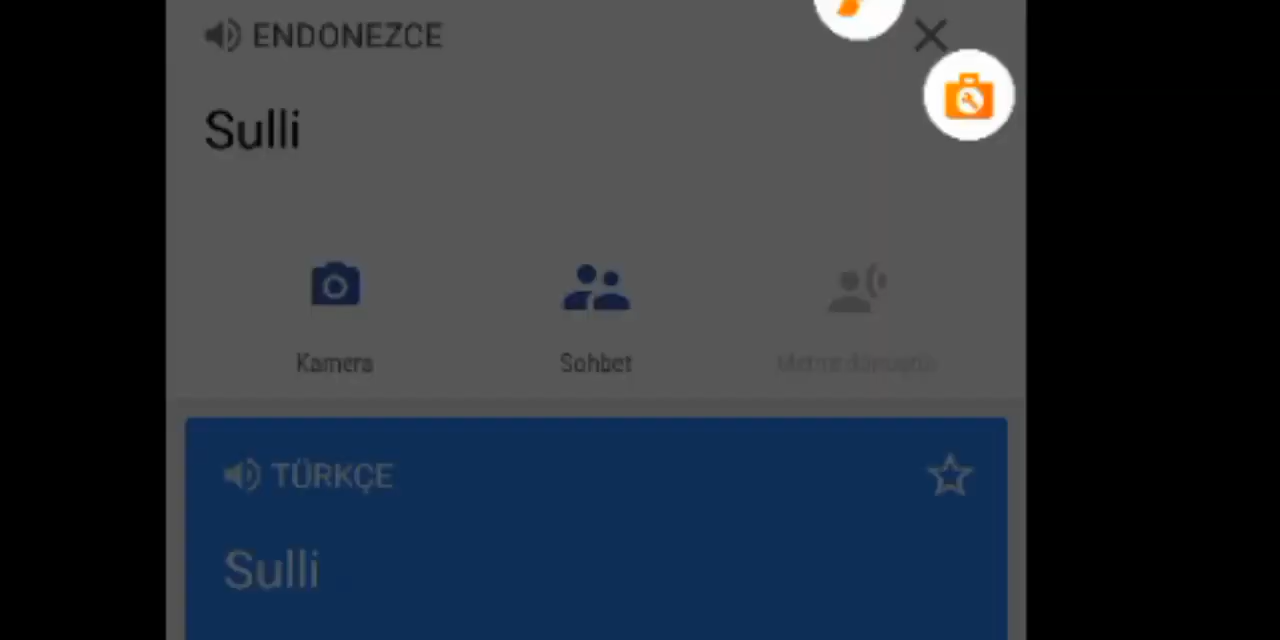 ENDONEZCE
Sulli
Kamera
Sohbet
TÜRKÇE
Sulli